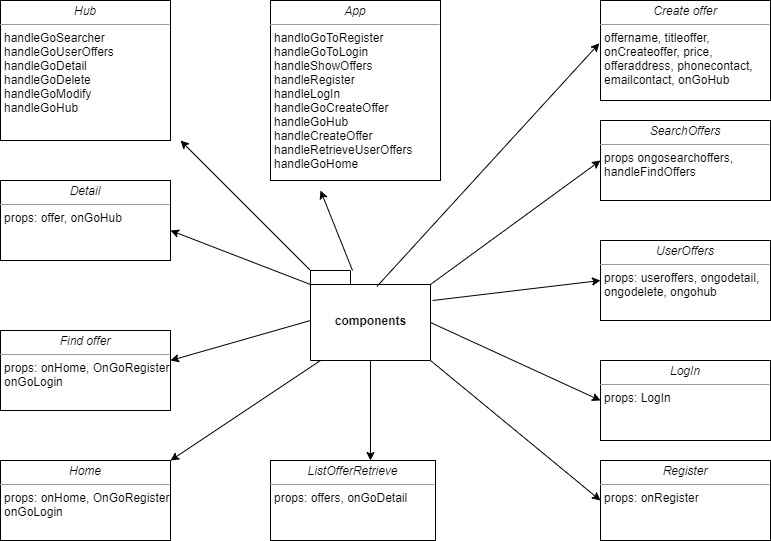 Hub
handleGoSearcher
handleGoUserOffers
handleGoDetail
handleGoDelete
handleGoModify
handleGoHub
App
handloGoToRegister
handleGoToLogin
handleShowOffers
handleRegister
handleLogIn
handleGoCreateOffer
handleGoHub
handleCreateOffer
handleRetrieveUserOffers
handleGoHome
Create offer
offername, titleoffer,
onCreateoffer, price,
offeraddress, phonecontact,
emailcontact, onGoHub
SearchOffers
props ongosearchoffers,
handleFindOffers
Detail
props: offer, onGoHub
UserOffers
props: useroffers, ongodetail,
ongodelete, ongohub
components
Find offer
props: onHome, OnGoRegister
onGoLogin
LogIn
props: LogIn
Home
props: onHome, OnGoRegister
onGoLogin
ListOfferRetrieve
props: offers, onGoDetail
Register
props: onRegister